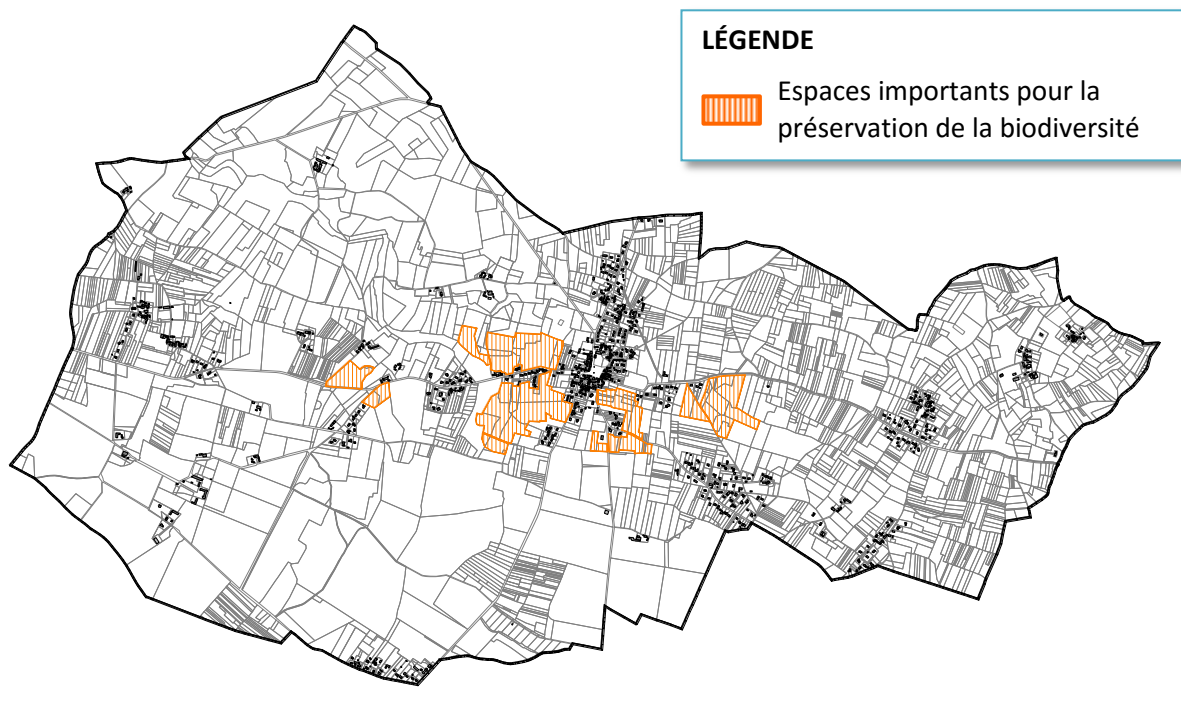 LÉGENDE
Espaces importants pour la
préservation de la biodiversité